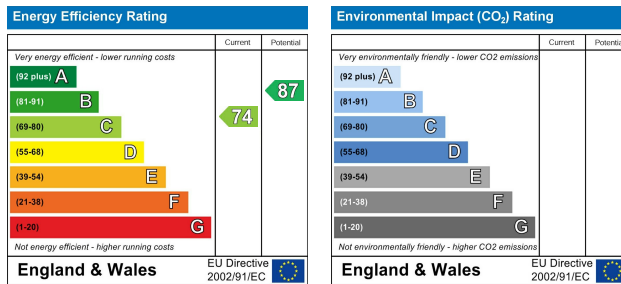 Energy Efficiency Rating
Current Potential
Very energy efficient - lower running costs
(92 plus) A
(81-91) B
(69-80) C
(55-68) D
(39-54) E
(21-38) F
(1-20) G
74
87
Not energy efficient - higher running costs
England & Wales
EU Directive
2002/91/EC
Environmental Impact (CO₂) Rating
Current Potential
Very environmentally friendly - lower CO2 emissions
(92 plus) A
(81-91) B
(69-80) C
(55-68) D
(39-54) E
(21-38) F
(1-20) G
Not environmentally friendly - higher CO2 emissions
England & Wales
EU Directive
2002/91/EC